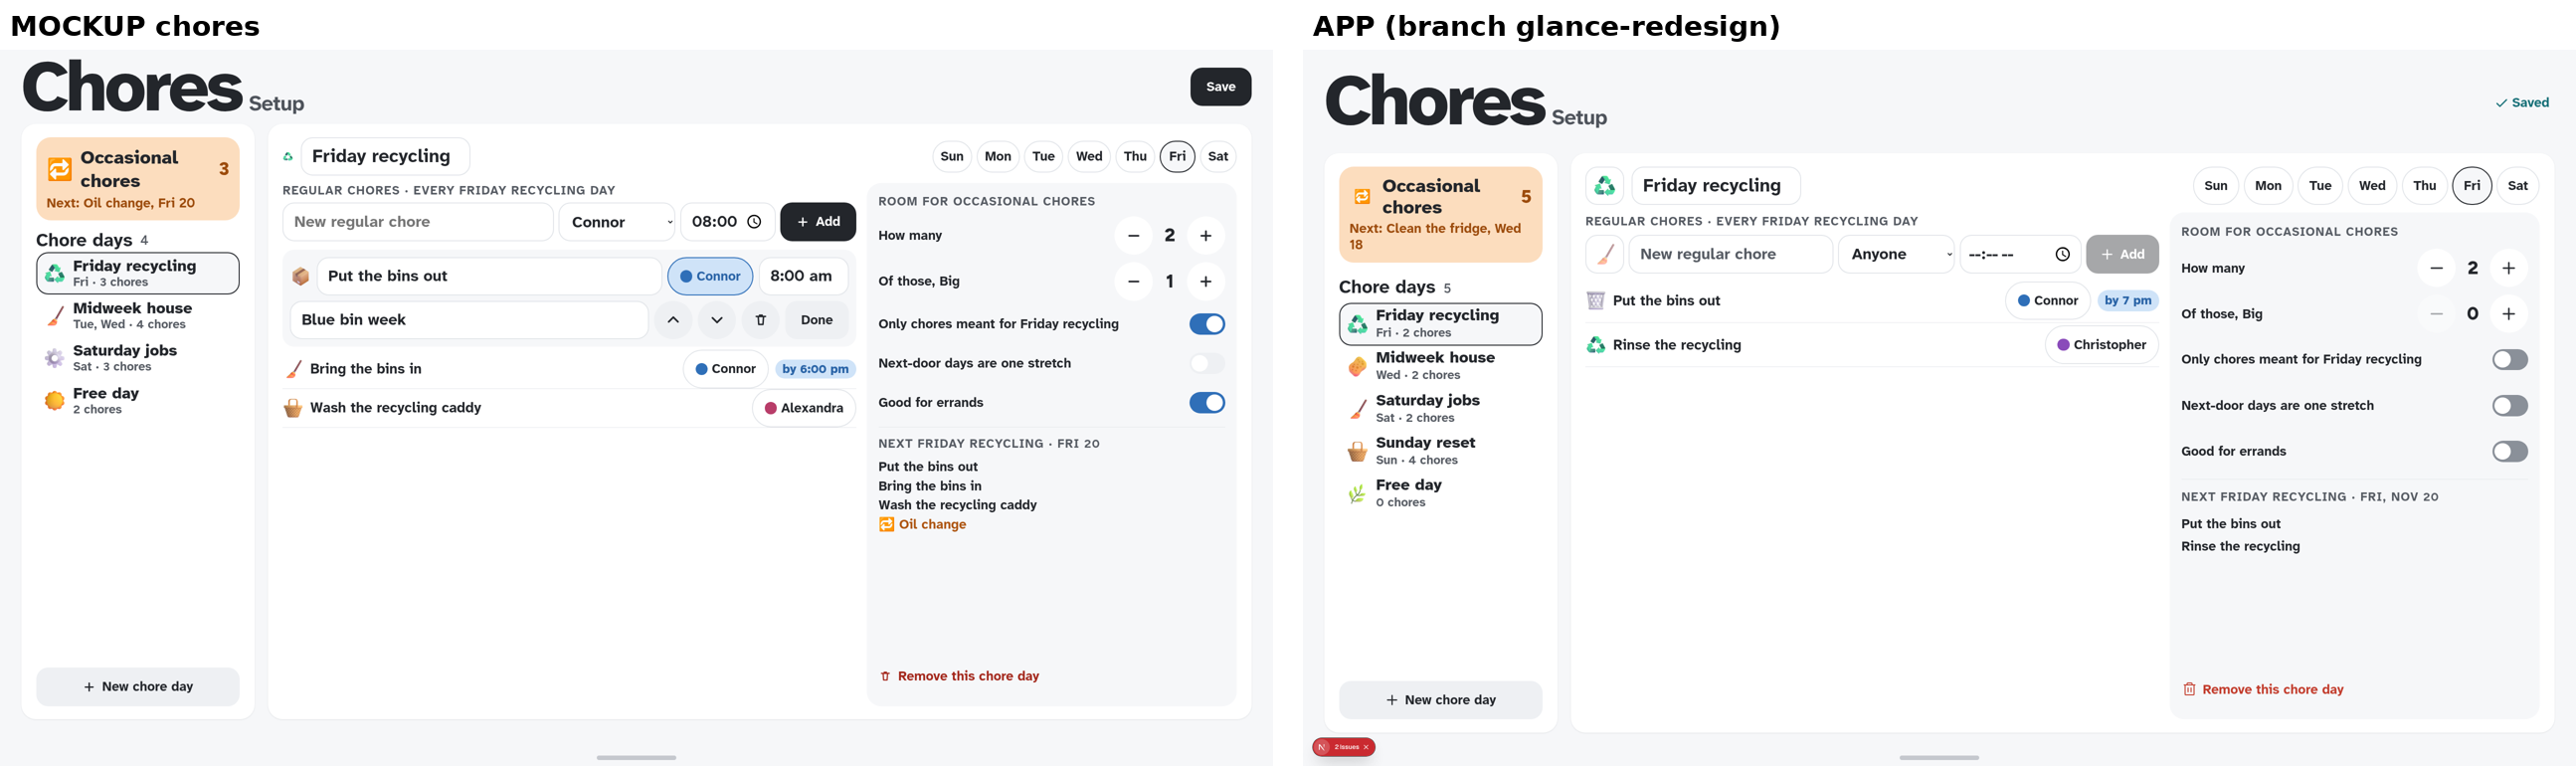 MOCKUP chores
Chores Setup
Save
Occasional chores 3
Next: Oil change, Fri 20
Chore days 4
Friday recycling
Fri · 3 chores
Midweek house
Tue, Wed · 4 chores
Saturday jobs
Sat · 3 chores
Free day
2 chores
+ New chore day
Friday recycling
Sun Mon Tue Wed Thu Fri Sat
REGULAR CHORES · EVERY FRIDAY RECYCLING DAY
New regular chore Connor 08:00 + Add
Put the bins out Connor 8:00 am
Blue bin week Done
Bring the bins in Connor by 6:00 pm
Wash the recycling caddy Alexandra
ROOM FOR OCCASIONAL CHORES
How many − 2 +
Of those, Big − 1 +
Only chores meant for Friday recycling
Next-door days are one stretch
Good for errands
NEXT FRIDAY RECYCLING · FRI 20
Put the bins out
Bring the bins in
Wash the recycling caddy
Oil change
Remove this chore day
APP (branch glance-redesign)
Chores Setup
✓ Saved
Occasional chores 5
Next: Clean the fridge, Wed
18
Chore days 5
Friday recycling
Fri · 2 chores
Midweek house
Wed · 2 chores
Saturday jobs
Sat · 2 chores
Sunday reset
Sun · 4 chores
Free day
0 chores
+ New chore day
N 2 Issues ×
Friday recycling
Sun Mon Tue Wed Thu Fri Sat
REGULAR CHORES · EVERY FRIDAY RECYCLING DAY
New regular chore Anyone --:-- -- + Add
Put the bins out Connor by 7 pm
Rinse the recycling Christopher
ROOM FOR OCCASIONAL CHORES
How many − 2 +
Of those, Big − 0 +
Only chores meant for Friday recycling
Next-door days are one stretch
Good for errands
NEXT FRIDAY RECYCLING · FRI, NOV 20
Put the bins out
Rinse the recycling
Remove this chore day